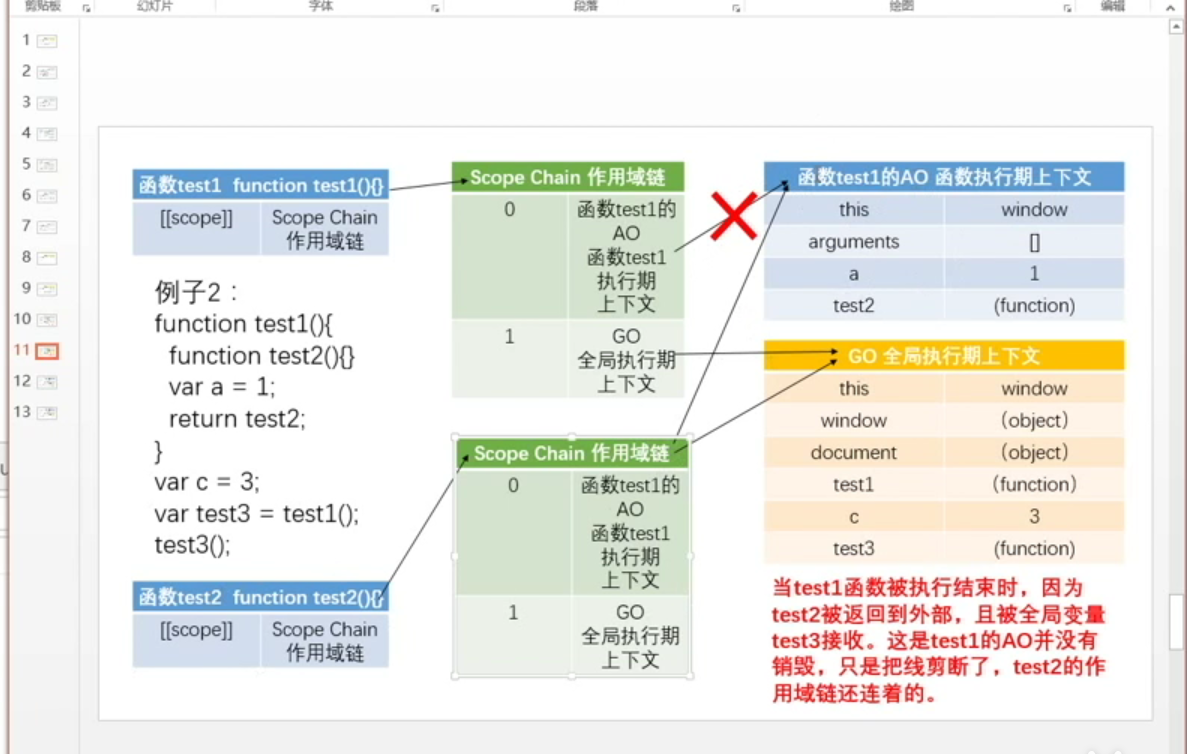 剪贴板
幻灯片
字体
段落
绘图
编辑
1
2
3
4
5
6
7
8
9
10
11
12
13
函数test1 function test1(){}
[[scope]]
Scope Chain
作用域链
例子2：
function test1(){
function test2(){}
var a = 1;
return test2;
}
var c = 3;
var test3 = test1();
test3();
函数test2 function test2(){}
[[scope]]
Scope Chain
作用域链
Scope Chain 作用域链
0
函数test1的
AO
函数test1
执行期
上下文
1
GO
全局执行期
上下文
Scope Chain 作用域链
0
函数test1的
AO
函数test1
执行期
上下文
1
GO
全局执行期
上下文
函数test1的AO 函数执行期上下文
this window
arguments []
a 1
test2 (function)
GO 全局执行期上下文
this window
window (object)
document (object)
test1 (function)
c 3
test3 (function)
当test1函数被执行结束时，因为
test2被返回到外部，且被全局变量
test3接收。这是test1的AO并没有
销毁，只是把线剪断了，test2的作
用域链还连着的。